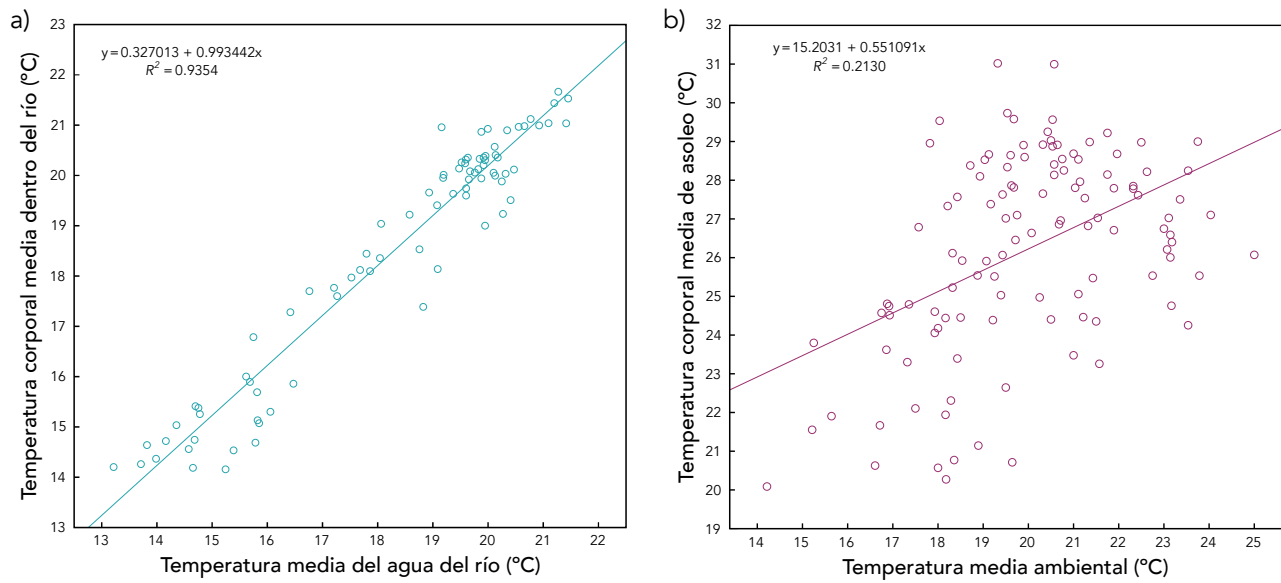 a)
y=0.327013 + 0.993442x
R² = 0.9354
Temperatura corporal media dentro del río (ºC)
23
22
21
20
19
18
17
16
15
14
13
13 14 15 16 17 18 19 20 21 22
Temperatura media del agua del río (ºC)
b)
y=15.2031 + 0.551091x
R² = 0.2130
Temperatura corporal media de asoleo (ºC)
32
31
30
29
28
27
26
25
24
23
22
21
20
19
14 15 16 17 18 19 20 21 22 23 24 25
Temperatura media ambiental (ºC)